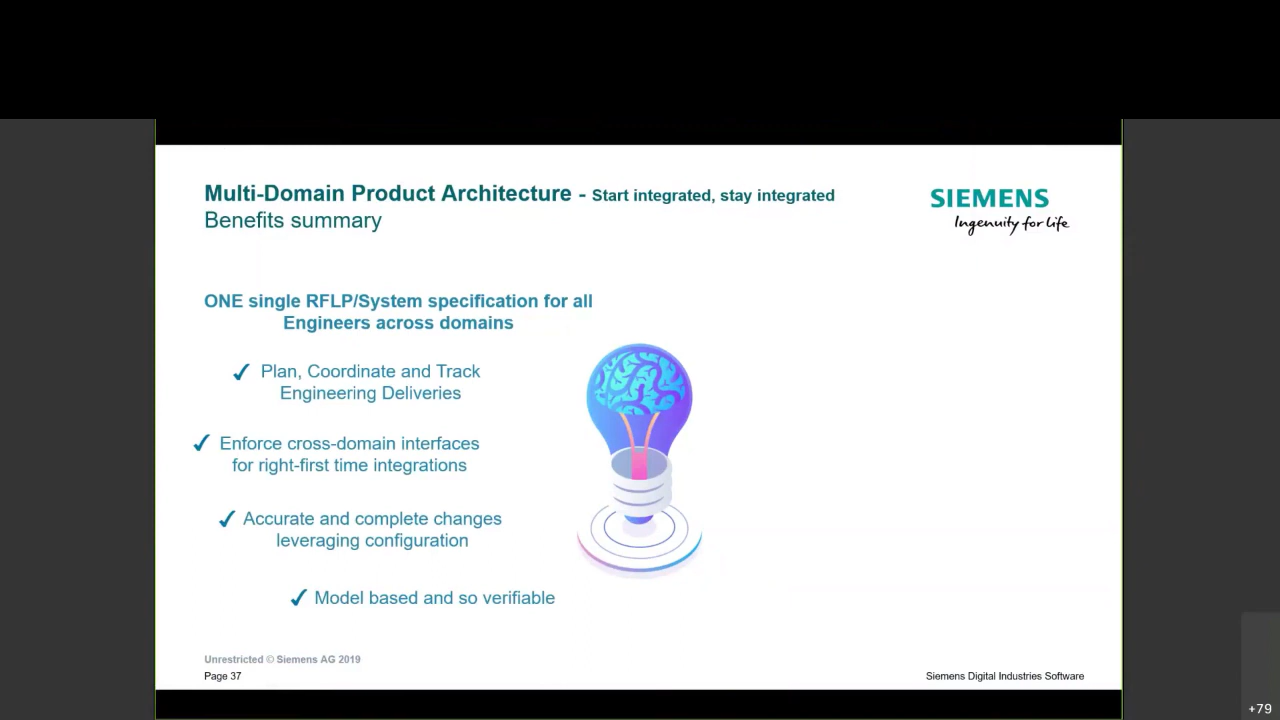 Multi-Domain Product Architecture - Start integrated, stay integrated
Benefits summary
SIEMENS
Ingenuity for life
ONE single RFLP/System specification for all
Engineers across domains
✓ Plan, Coordinate and Track
Engineering Deliveries
✓ Enforce cross-domain interfaces
for right-first time integrations
✓ Accurate and complete changes
leveraging configuration
✓ Model based and so verifiable
Unrestricted © Siemens AG 2019
Page 37
Siemens Digital Industries Software
+79